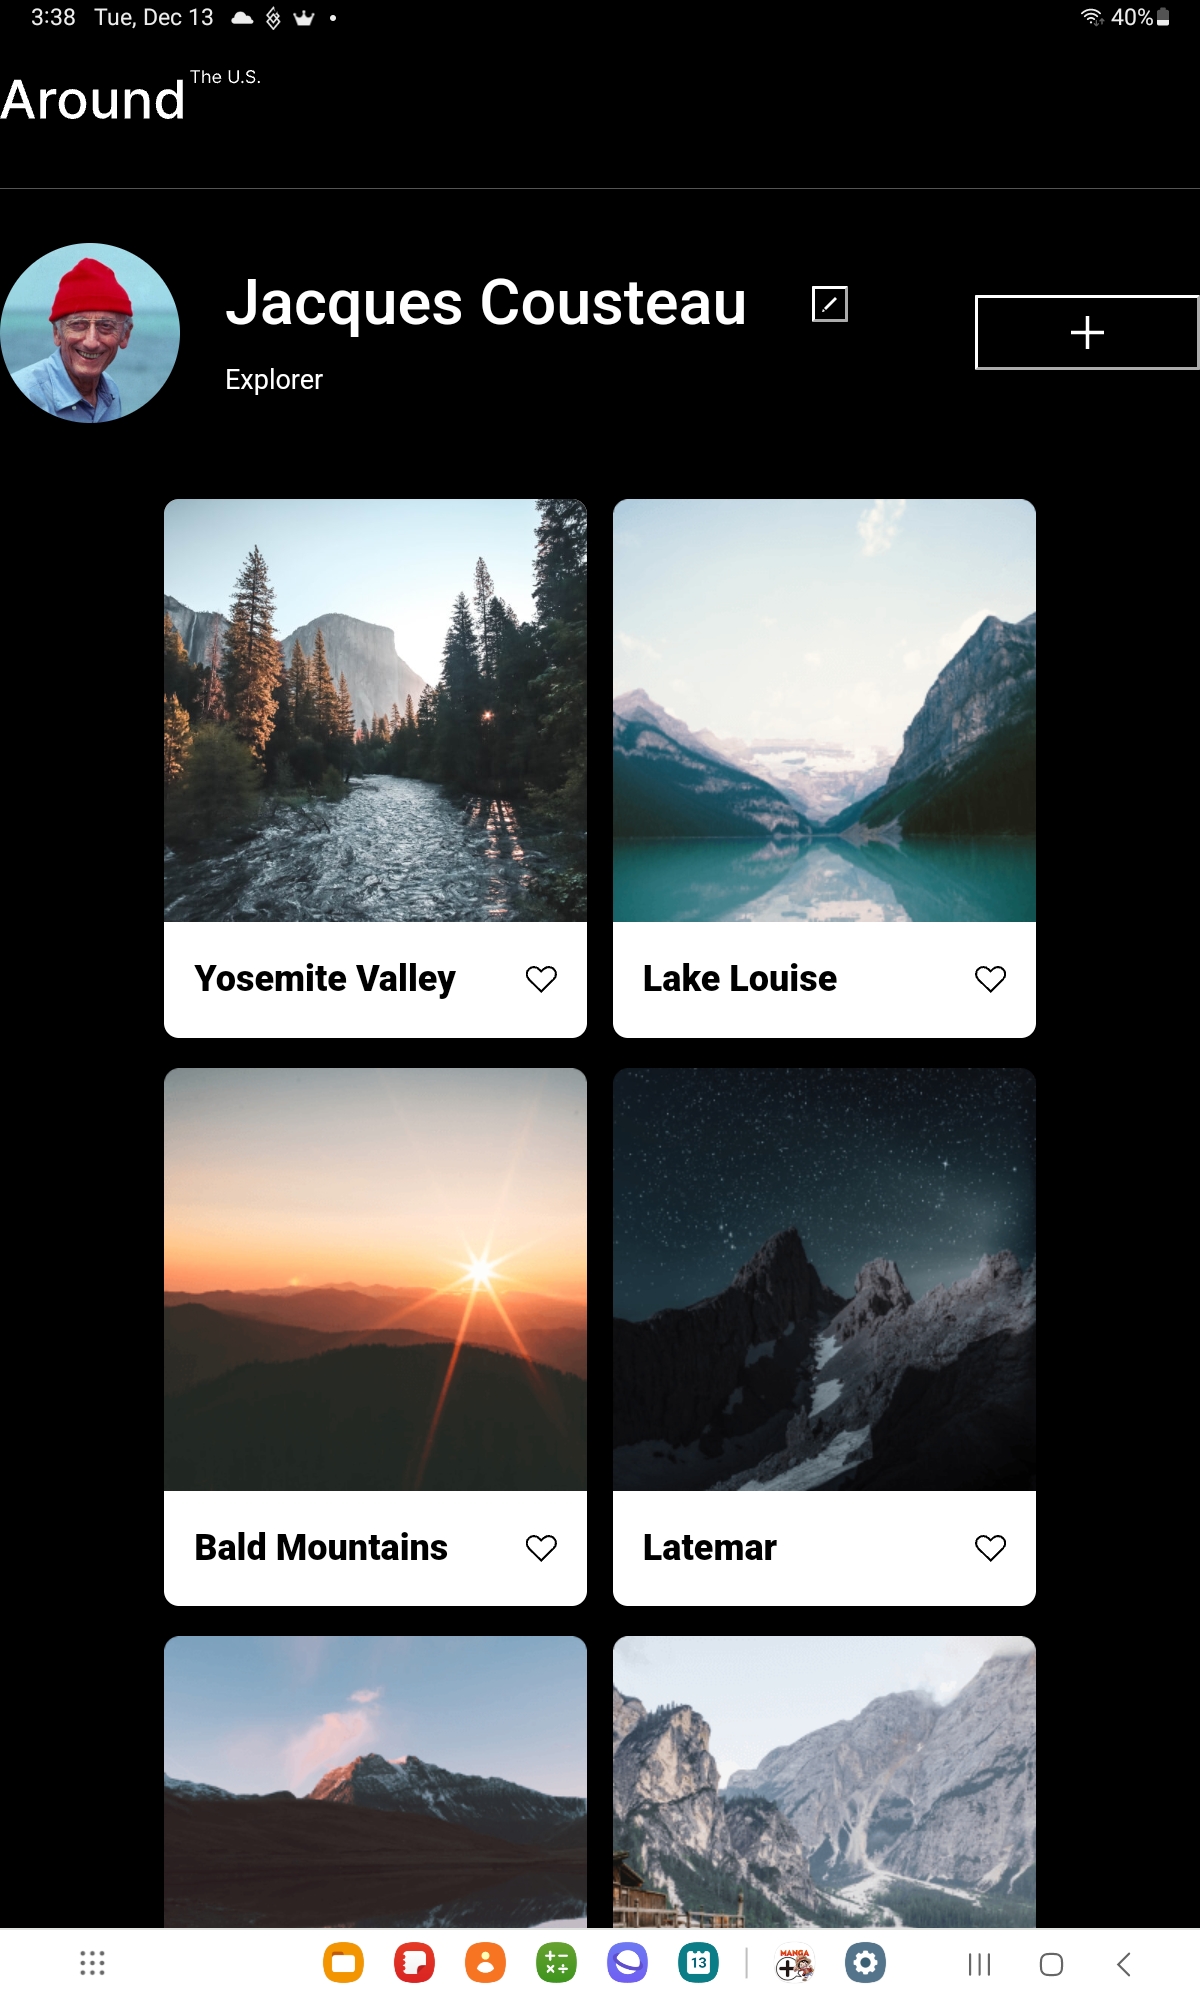 3:38 Tue, Dec 13 40%
Around The U.S.
Jacques Cousteau
Explorer
Yosemite Valley
Lake Louise
Bald Mountains
Latemar
13
MANGA